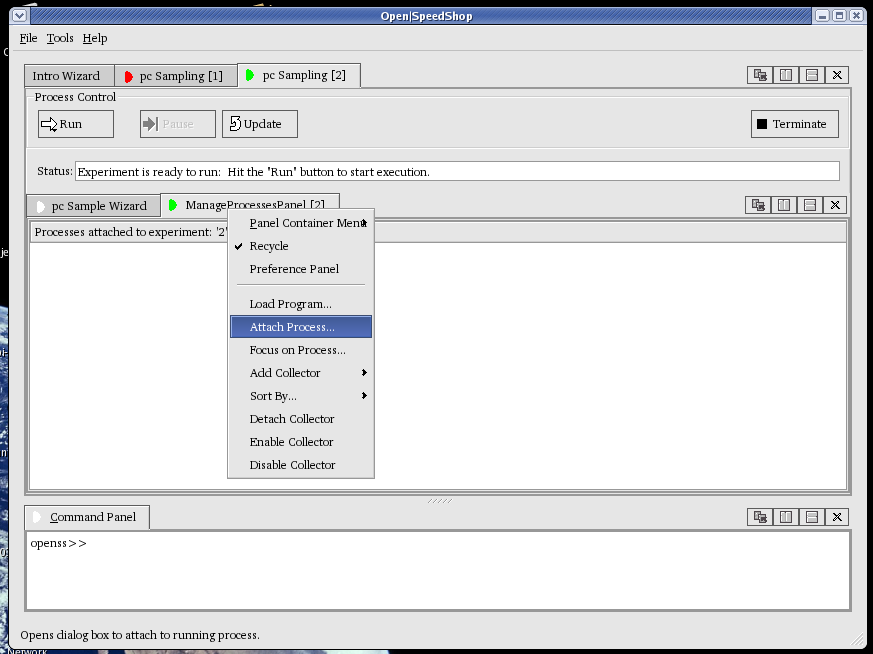 Open|SpeedShop
File Tools Help
Intro Wizard pc Sampling [1] pc Sampling [2]
Process Control
Run Pause Update Terminate
Status: Experiment is ready to run: Hit the "Run" button to start execution.
pc Sample Wizard ManageProcessesPanel [2]
Processes attached to experiment: '2'
Panel Container Menu
Recycle
Preference Panel
Load Program...
Attach Process...
Focus on Process...
Add Collector
Sort By...
Detach Collector
Enable Collector
Disable Collector
Command Panel
openss>>
Opens dialog box to attach to running process.
Network